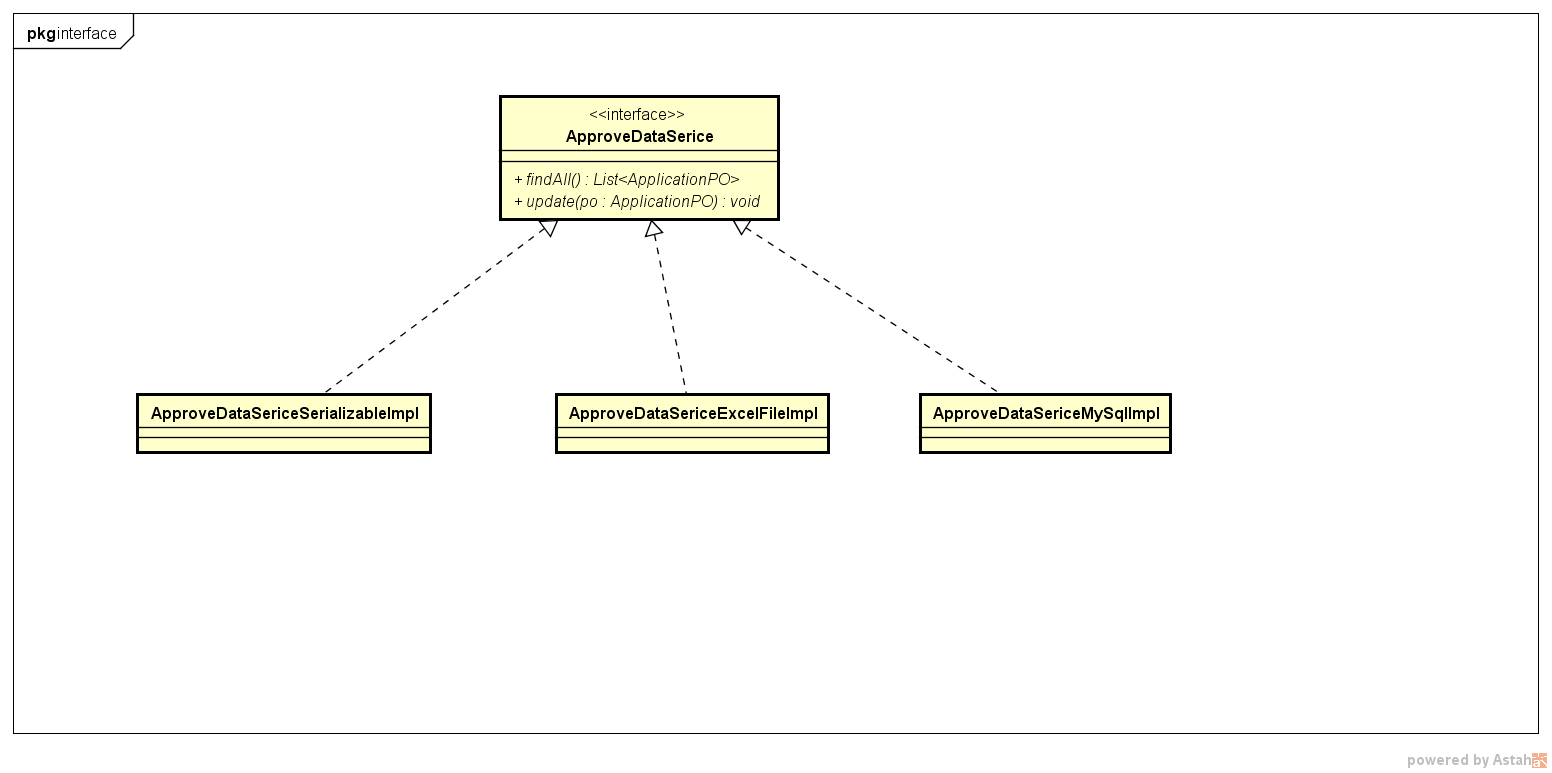 pkg interface
<<interface>>
ApproveDataSerice
+ findAll() : List<ApplicationPO>
+ update(po : ApplicationPO) : void
ApproveDataSericeSerializableImpl
ApproveDataSericeExcelFileImpl
ApproveDataSericeMySqlImpl
powered by Astah